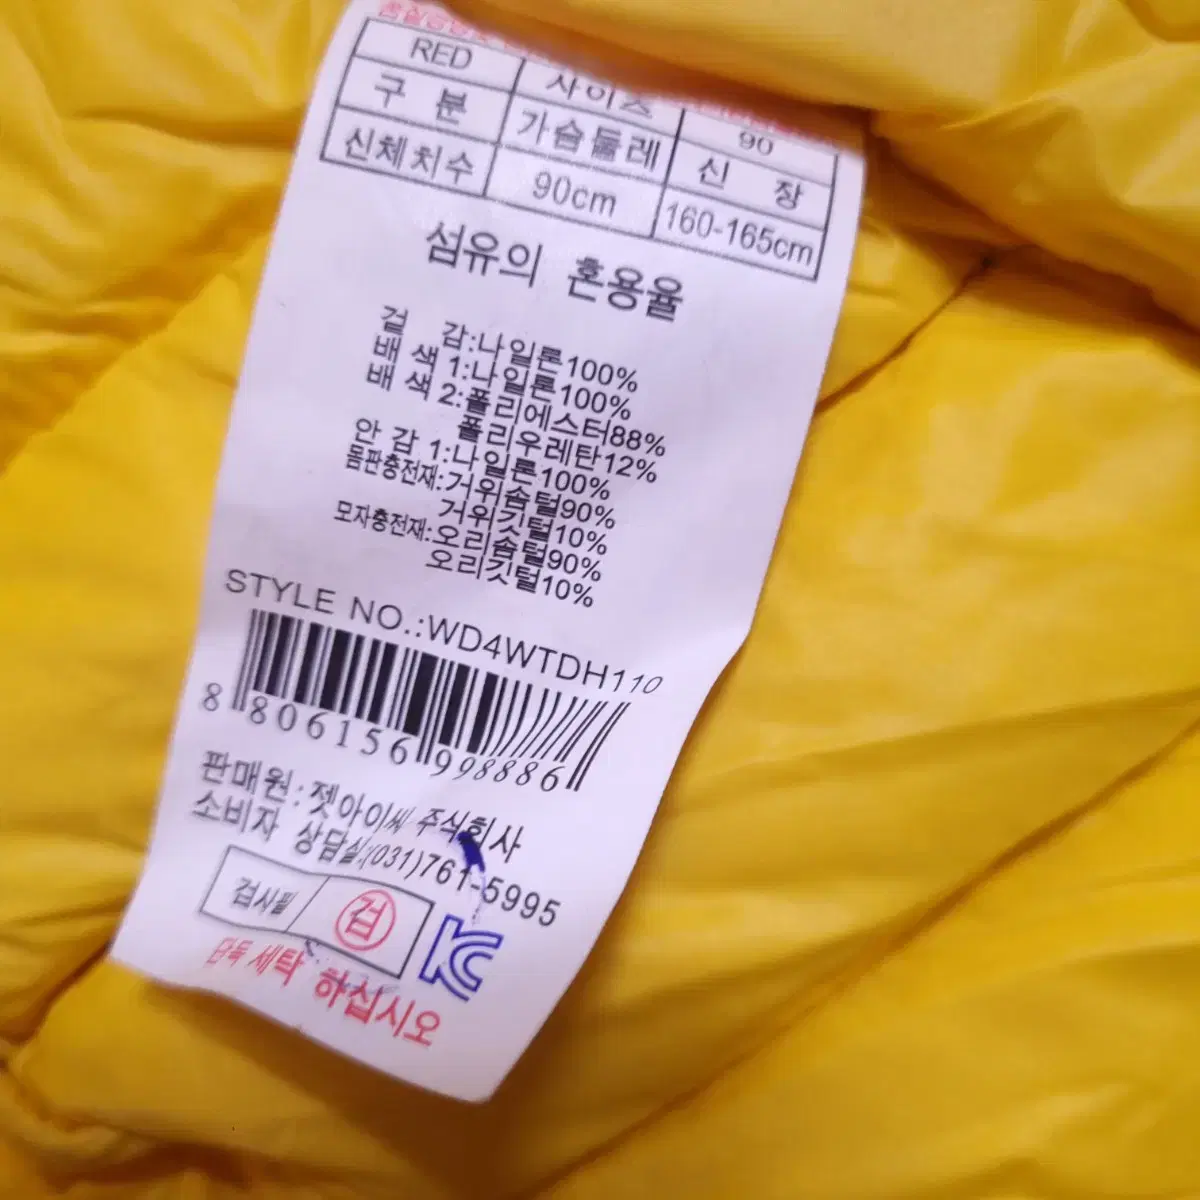 RED 사이즈 90
구 분 가슴둘레 신 장
신체치수 90cm 160-165cm
섬유의 혼용율
겉 감:나일론100%
배 색 1:나일론100%
배 색 2:폴리에스터88%
폴리우레탄12%
안 감 1:나일론100%
몸판충전재:거위솜털90%
거위깃털10%
모자충전재:오리솜털90%
오리깃털10%
STYLE NO.:WD4WTDH110
8 806156 998886
판매원: 젯아이씨 주식회사
소비자 상담실:(031)761-5995
검사필 검
단독 세탁 하십시오